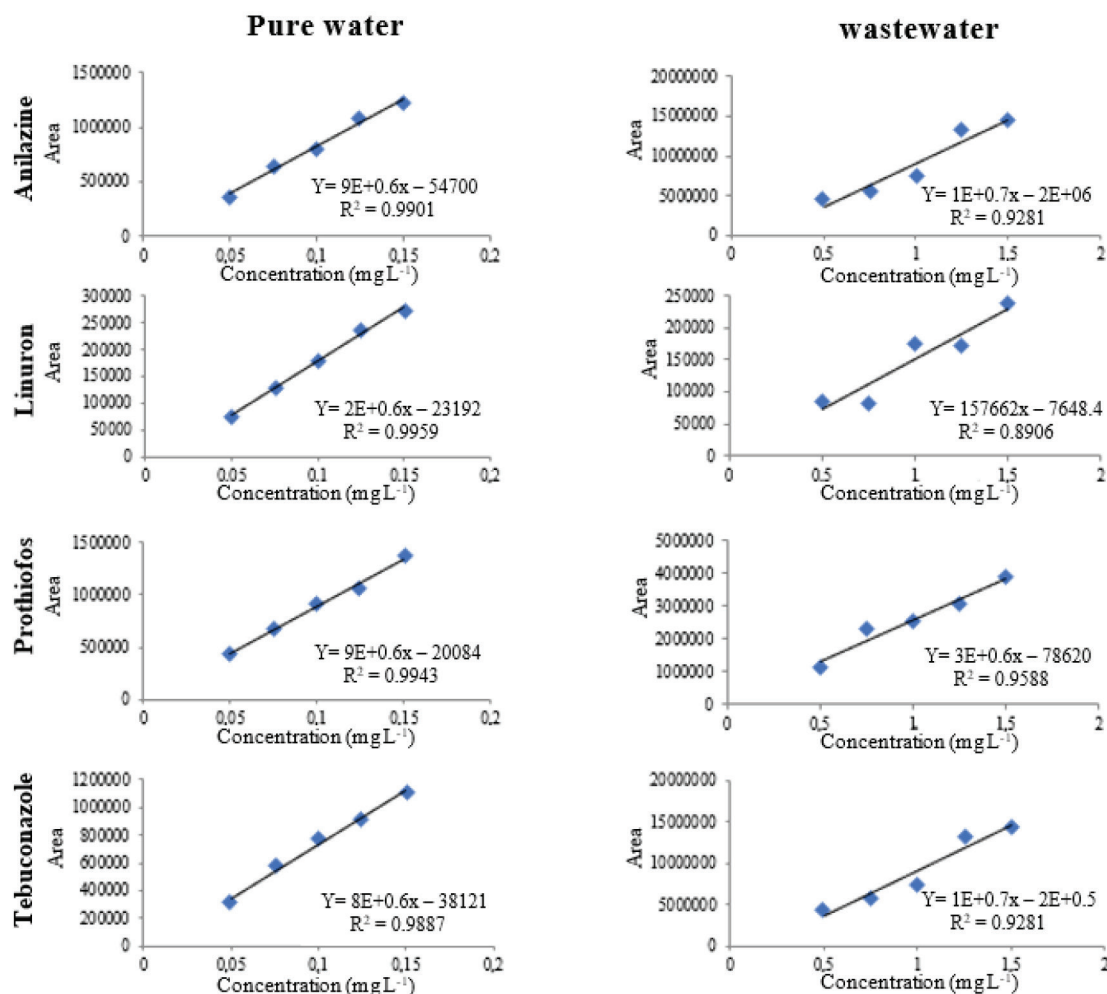 Pure water
wastewater
Anilazine
Area
1500000
1000000
500000
0
Y= 9E+0.6x – 54700
R² = 0.9901
0
0,05
0,1
0,15
0,2
Concentration (mg L⁻¹)
Area
20000000
15000000
10000000
5000000
0
Y= 1E+0.7x – 2E+06
R² = 0.9281
0
0,5
1
1,5
2
Concentration (mg L⁻¹)
Linuron
Area
300000
250000
200000
150000
100000
50000
0
Y= 2E+0.6x – 23192
R² = 0.9959
0
0,05
0,1
0,15
0,2
Concentration (mg L⁻¹)
Area
250000
200000
150000
100000
50000
0
Y= 157662x – 7648.4
R² = 0.8906
0
0,5
1
1,5
2
Concentration (mg L⁻¹)
Prothiofos
Area
1500000
1000000
500000
0
Y= 9E+0.6x – 20084
R² = 0.9943
0
0,05
0,1
0,15
0,2
Concentration (mg L⁻¹)
Area
5000000
4000000
3000000
2000000
1000000
0
Y= 3E+0.6x – 78620
R² = 0.9588
0
0,5
1
1,5
2
Concentration (mg L⁻¹)
Tebuconazole
Area
1200000
1000000
800000
600000
400000
200000
0
Y= 8E+0.6x – 38121
R² = 0.9887
0
0,05
0,1
0,15
0,2
Concentration (mg L⁻¹)
Area
20000000
15000000
10000000
5000000
0
Y= 1E+0.7x – 2E+0.5
R² = 0.9281
0
0,5
1
1,5
2
Concentration (mg L⁻¹)